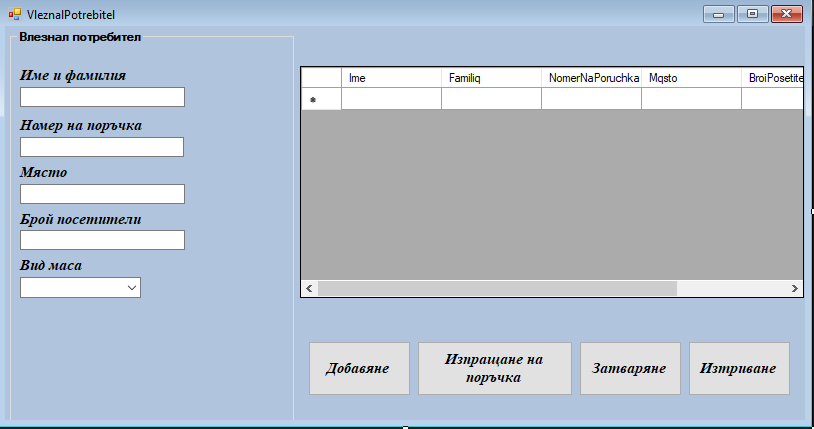 VleznalPotrebitel
Влезнал потребител
Име и фамилия
Номер на поръчка
Място
Брой посетители
Вид маса
Ime Familiq NomerNaPoruchka Mqsto BroiPosetite
*
Добавяне
Изпращане на
поръчка
Затваряне
Изтриване